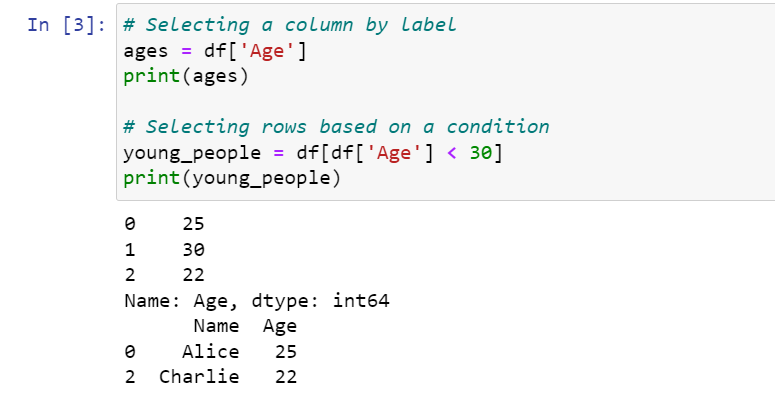 In [3]: # Selecting a column by label
ages = df['Age']
print(ages)

# Selecting rows based on a condition
young_people = df[df['Age'] < 30]
print(young_people)
0    25
1    30
2    22
Name: Age, dtype: int64
      Name  Age
0    Alice   25
2  Charlie   22